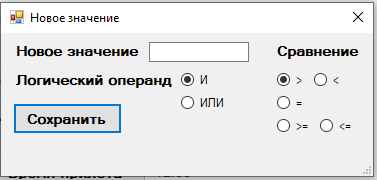 Новое значение
Новое значение Сравнение
Логический операнд И > <
ИЛИ =
Сохранить >= <=